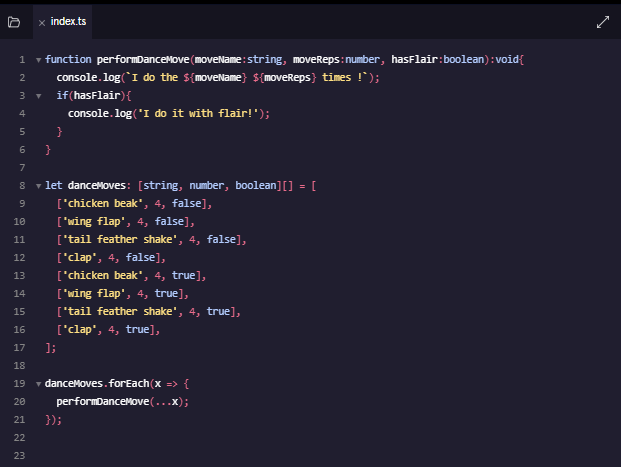 index.ts
1 function performDanceMove(moveName:string, moveReps:number, hasFlair:boolean):void{
2   console.log(`I do the ${moveName} ${moveReps} times !`);
3   if(hasFlair){
4     console.log('I do it with flair!');
5   }
6 }
7
8 let danceMoves: [string, number, boolean][] = [
9   ['chicken beak', 4, false],
10   ['wing flap', 4, false],
11   ['tail feather shake', 4, false],
12   ['clap', 4, false],
13   ['chicken beak', 4, true],
14   ['wing flap', 4, true],
15   ['tail feather shake', 4, true],
16   ['clap', 4, true],
17 ];
18
19 danceMoves.forEach(x => {
20   performDanceMove(...x);
21 });
22
23